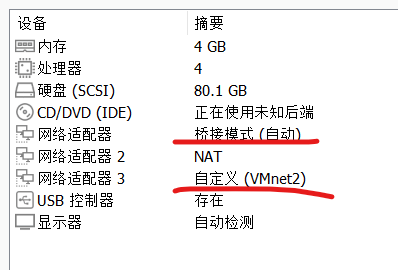 设备 摘要
内存 4 GB
处理器 4
硬盘 (SCSI) 80.1 GB
CD/DVD (IDE) 正在使用未知后端
网络适配器 桥接模式 (自动)
网络适配器 2 NAT
网络适配器 3 自定义 (VMnet2)
USB 控制器 存在
显示器 自动检测